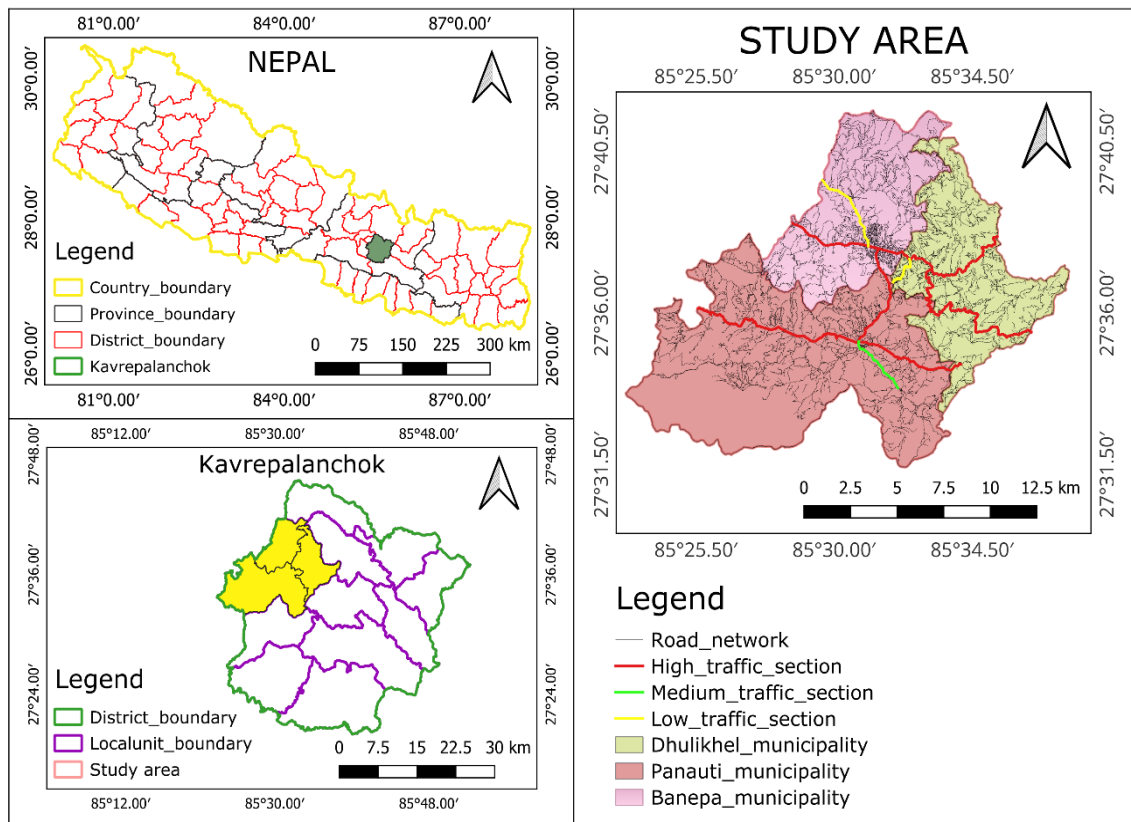 81°0.00′ 84°0.00′ 87°0.00′
NEPAL
30°0.00′ 30°0.00′
28°0.00′ 28°0.00′
26°0.00′ 26°0.00′
Legend
Country_boundary
Province_boundary
District_boundary
Kavrepalanchok
0 75 150 225 300 km
81°0.00′ 84°0.00′ 87°0.00′
85°12.00′ 85°30.00′ 85°48.00′
Kavrepalanchok
27°48.00′ 27°48.00′
27°36.00′ 27°36.00′
27°24.00′ 27°24.00′
Legend
District_boundary
Localunit_boundary
Study area
0 7.5 15 22.5 30 km
85°12.00′ 85°30.00′ 85°48.00′
STUDY AREA
85°25.50′ 85°30.00′ 85°34.50′
27°40.50′ 27°40.50′
27°36.00′ 27°36.00′
27°31.50′ 27°31.50′
0 2.5 5 7.5 10 12.5 km
85°25.50′ 85°30.00′ 85°34.50′
Legend
Road_network
High_traffic_section
Medium_traffic_section
Low_traffic_section
Dhulikhel_municipality
Panauti_municipality
Banepa_municipality